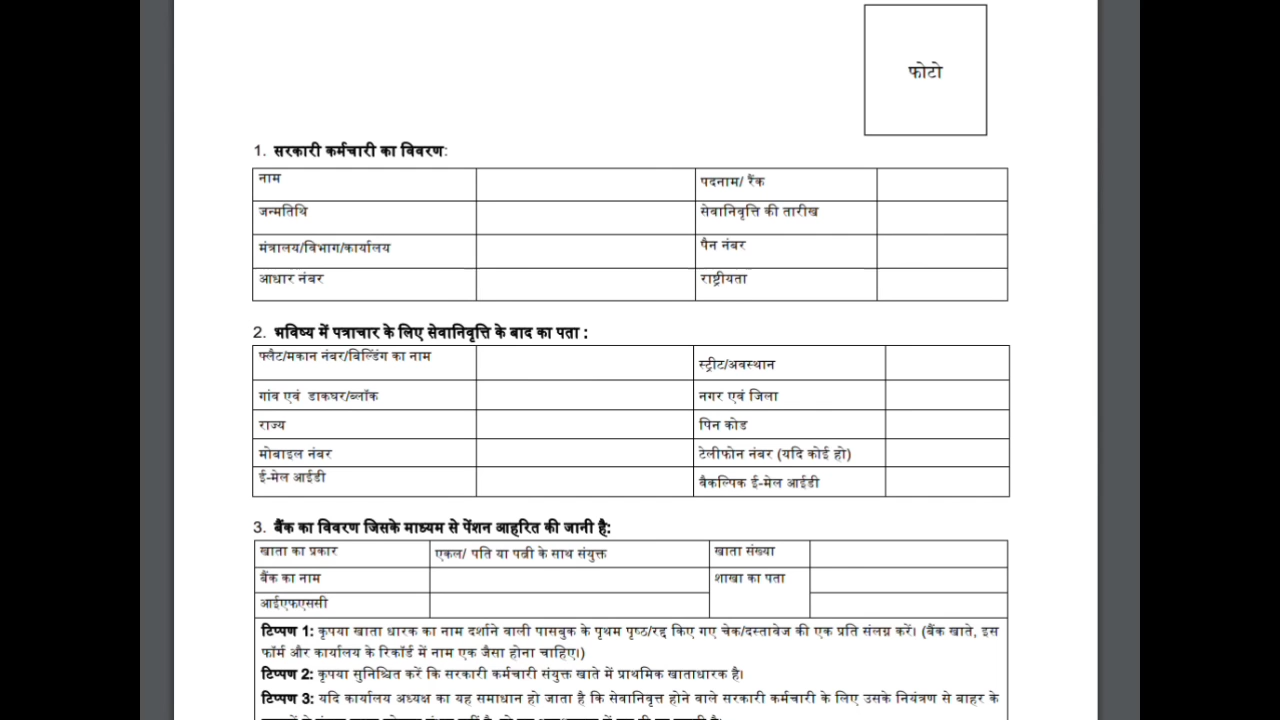 फोटो
1. सरकारी कर्मचारी का विवरण:
नाम पदनाम/ रैंक
जन्मतिथि सेवानिवृत्ति की तारीख
मंत्रालय/विभाग/कार्यालय पैन नंबर
आधार नंबर राष्ट्रीयता
2. भविष्य में पत्राचार के लिए सेवानिवृत्ति के बाद का पता :
फ्लैट/मकान नंबर/बिल्डिंग का नाम स्ट्रीट/अवस्थान
गांव एवं डाकघर/ब्लॉक नगर एवं जिला
राज्य पिन कोड
मोबाइल नंबर टेलीफोन नंबर (यदि कोई हो)
ई-मेल आईडी वैकल्पिक ई-मेल आईडी
3. बैंक का विवरण जिसके माध्यम से पेंशन आहरित की जानी है:
खाता का प्रकार एकल/ पति या पत्नी के साथ संयुक्त खाता संख्या
बैंक का नाम शाखा का पता
आईएफएससी
टिप्पण 1: कृपया खाता धारक का नाम दर्शाने वाली पासबुक के पृथम पृष्ठ/रद्द किए गए चेक/दस्तावेज की एक प्रति संलग्न करें। (बैंक खाते, इस
फॉर्म और कार्यालय के रिकॉर्ड में नाम एक जैसा होना चाहिए।)
टिप्पण 2: कृपया सुनिश्चित करें कि सरकारी कर्मचारी संयुक्त खाते में प्राथमिक खाताधारक है।
टिप्पण 3: यदि कार्यालय अध्यक्ष का यह समाधान हो जाता है कि सेवानिवृत्त होने वाले सरकारी कर्मचारी के लिए उसके नियंत्रण से बाहर के